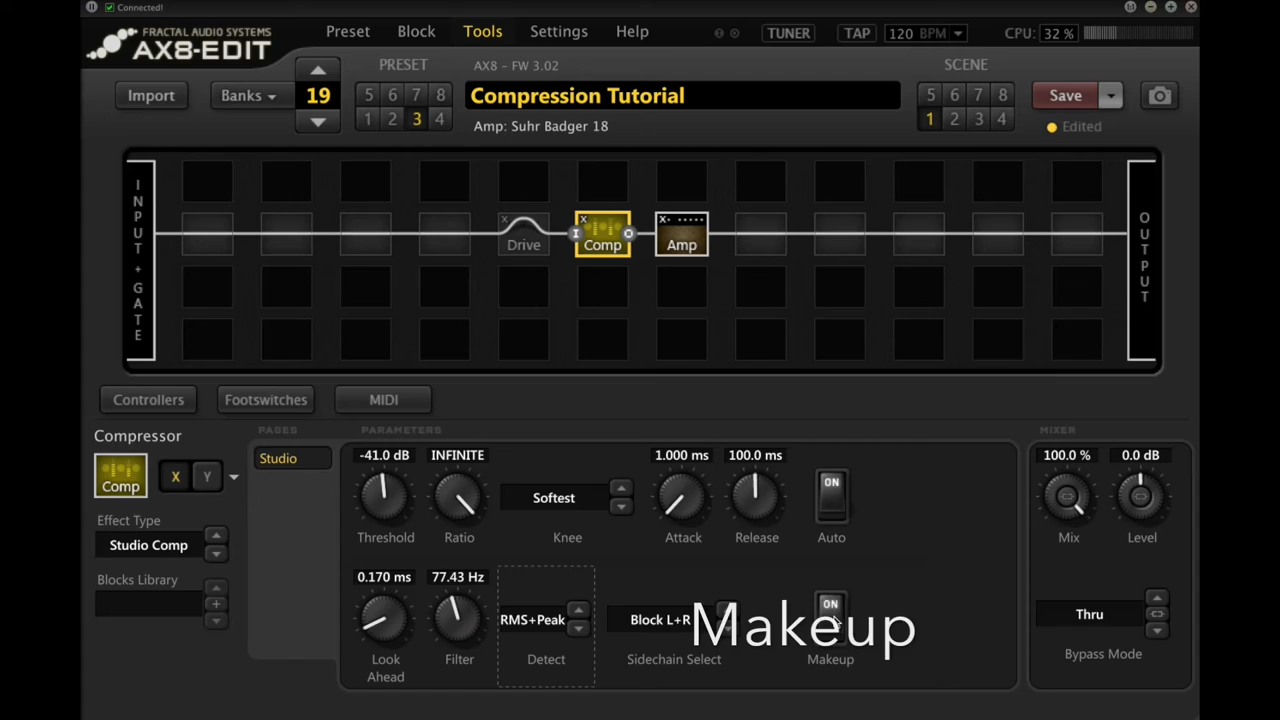 Connected!
FRACTAL AUDIO SYSTEMS
AX8-EDIT
Preset Block Tools Settings Help
TUNER TAP 120 BPM CPU: 32 %
Import Banks 19
PRESET
5 6 7 8
1 2 3 4
AX8 - FW 3.02
Compression Tutorial
Amp: Suhr Badger 18
SCENE
5 6 7 8
1 2 3 4
Save
Edited
INPUT + GATE
X Drive
X I Comp O
X Amp
OUTPUT
Controllers Footswitches MIDI
Compressor
Comp X Y
Effect Type
Studio Comp
Blocks Library
PAGES
Studio
PARAMETERS
-41.0 dB INFINITE 1.000 ms 100.0 ms
Softest ON
Threshold Ratio Knee Attack Release Auto
0.170 ms 77.43 Hz
RMS+Peak Block L+R ON
Look Ahead Filter Detect Sidechain Select Makeup
Makeup
MIXER
100.0 % 0.0 dB
Mix Level
Thru
Bypass Mode